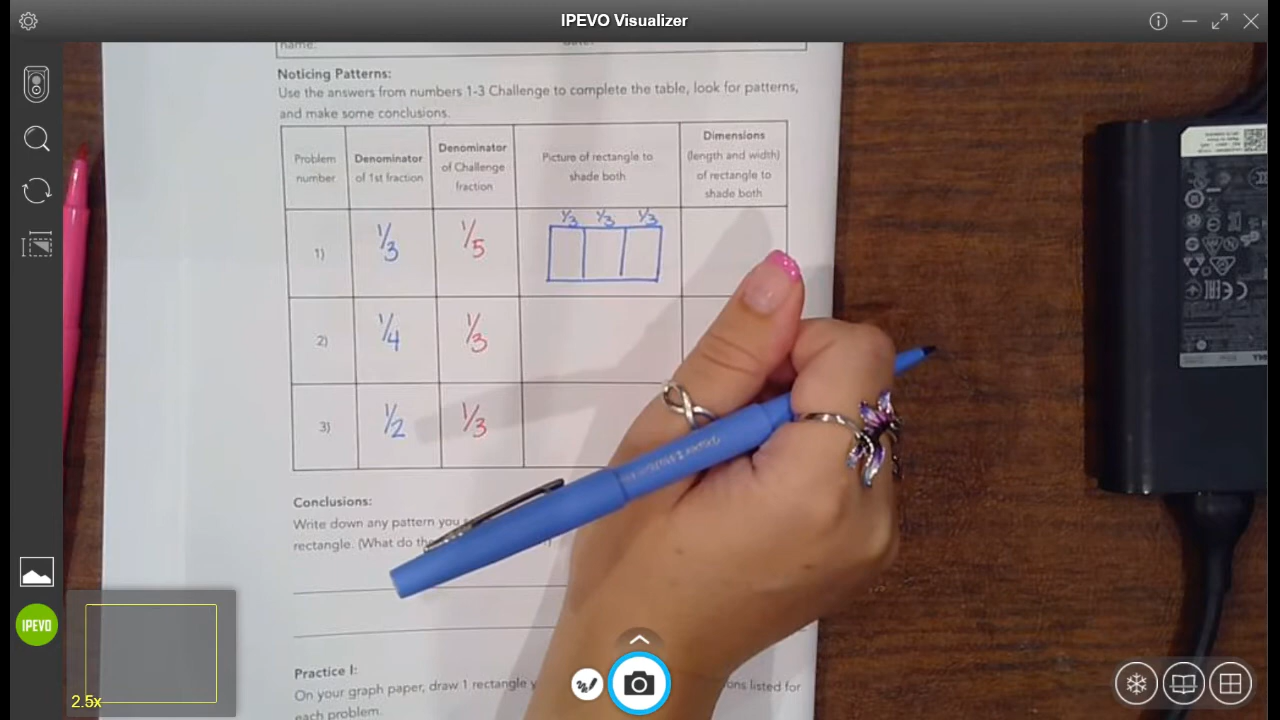 IPEVO Visualizer
name: date:
Noticing Patterns:
Use the answers from numbers 1-3 Challenge to complete the table, look for patterns,
and make some conclusions.
Problem number
Denominator of 1st fraction
Denominator of Challenge fraction
Picture of rectangle to shade both
Dimensions (length and width) of rectangle to shade both
1) 1/3 1/5 1/3 1/3 1/3
2) 1/4 1/3
3) 1/2 1/3
Conclusions:
Write down any pattern you
rectangle. (What do the
Practice I:
On your graph paper, draw 1 rectangle ons listed for
each problem.
IPEVO
2.5x